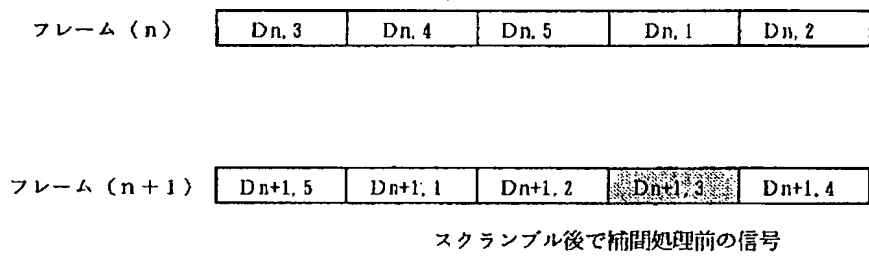 フレーム（n） Dn, 3 Dn, 4 Dn, 5 Dn, 1 Dn, 2
フレーム（n＋1） Dn+1, 5 Dn+1, 1 Dn+1, 2 Dn+1, 3 Dn+1, 4
スクランブル後で補間処理前の信号